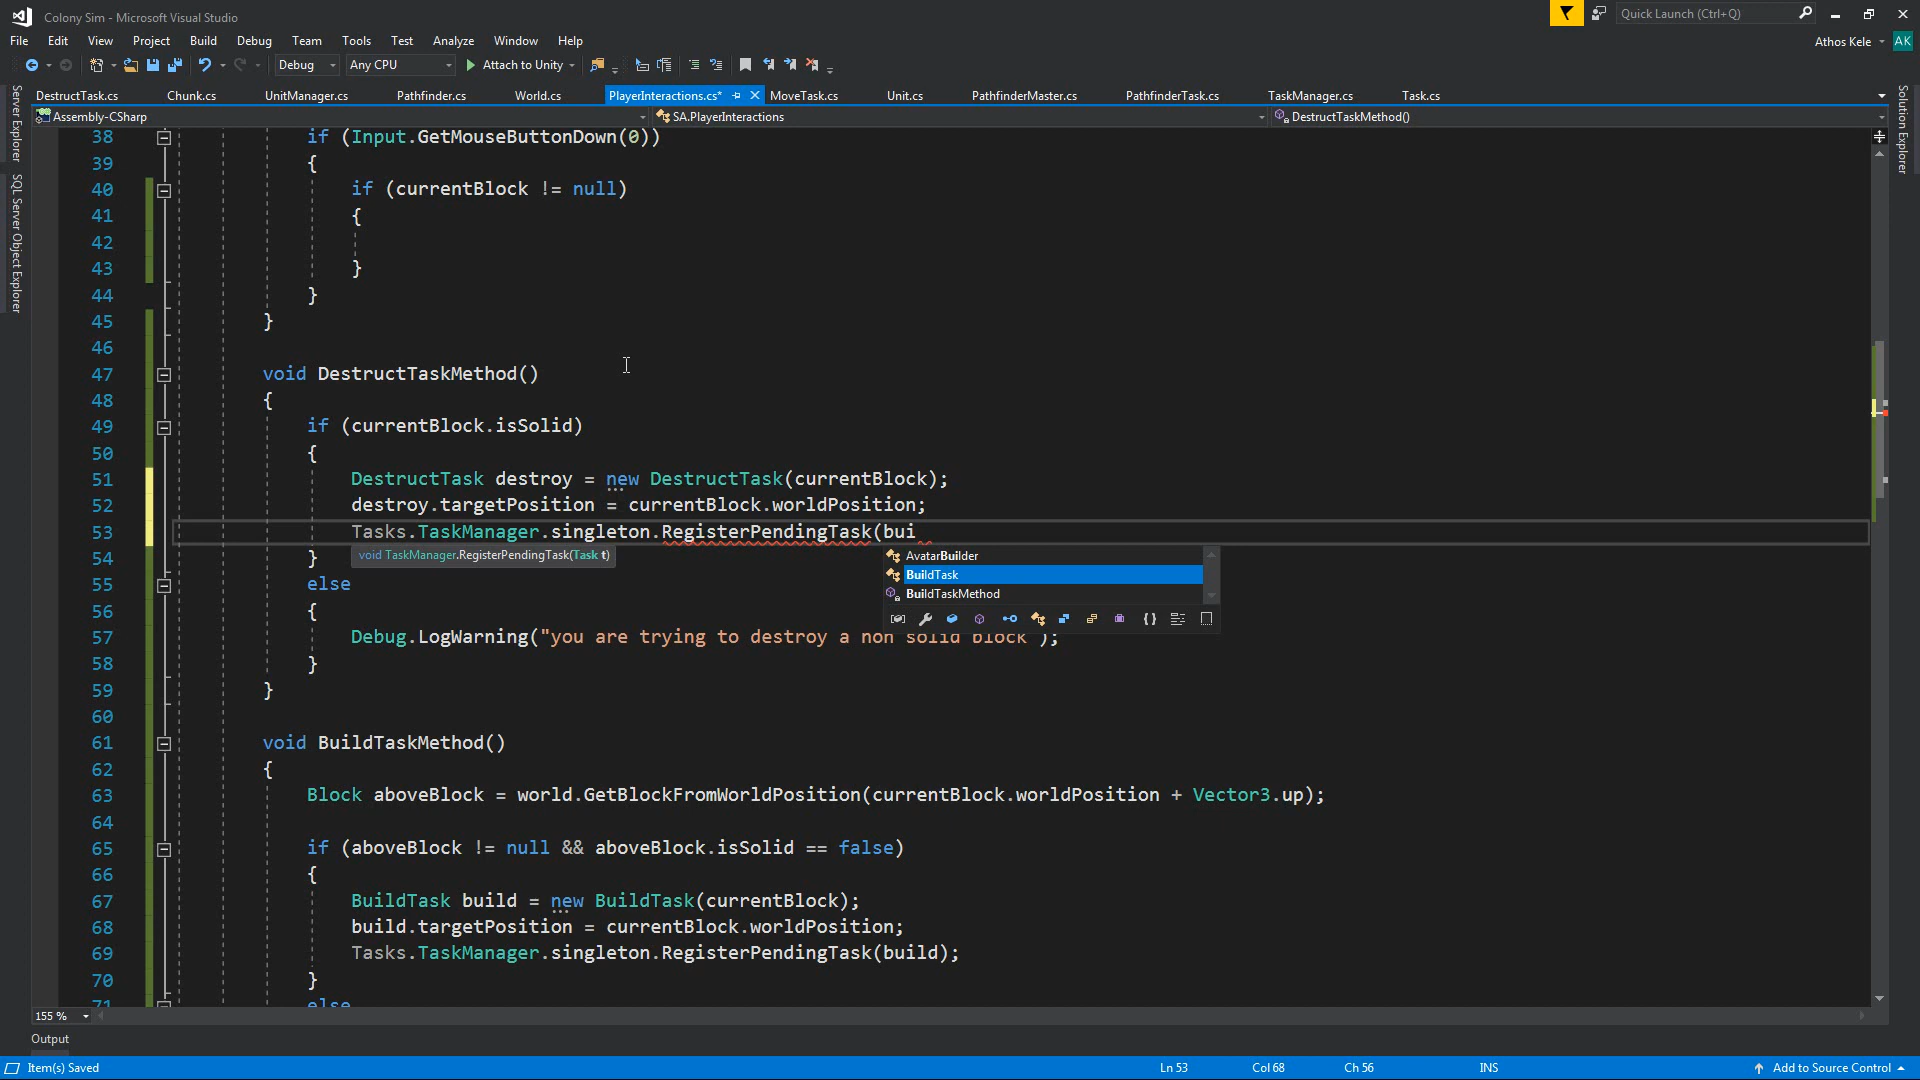 Colony Sim - Microsoft Visual Studio
Quick Launch (Ctrl+Q)
File Edit View Project Build Debug Team Tools Test Analyze Window Help
Athos Kele AK
Debug Any CPU Attach to Unity
DestructTask.cs Chunk.cs UnitManager.cs Pathfinder.cs World.cs PlayerInteractions.cs* MoveTask.cs Unit.cs PathfinderMaster.cs PathfinderTask.cs TaskManager.cs Task.cs
Assembly-CSharp SA.PlayerInteractions DestructTaskMethod()
Server Explorer
SQL Server Object Explorer
Solution Explorer
38 if (Input.GetMouseButtonDown(0))
39 {
40 if (currentBlock != null)
41 {
42
43 }
44 }
45 }
46
47 void DestructTaskMethod()
48 {
49 if (currentBlock.isSolid)
50 {
51 DestructTask destroy = new DestructTask(currentBlock);
52 destroy.targetPosition = currentBlock.worldPosition;
53 Tasks.TaskManager.singleton.RegisterPendingTask(bui
54 }
void TaskManager.RegisterPendingTask(Task t)
AvatarBuilder
BuildTask
BuildTaskMethod
55 else
56 {
57 Debug.LogWarning("you are trying to destroy a non solid block");
58 }
59 }
60
61 void BuildTaskMethod()
62 {
63 Block aboveBlock = world.GetBlockFromWorldPosition(currentBlock.worldPosition + Vector3.up);
64
65 if (aboveBlock != null && aboveBlock.isSolid == false)
66 {
67 BuildTask build = new BuildTask(currentBlock);
68 build.targetPosition = currentBlock.worldPosition;
69 Tasks.TaskManager.singleton.RegisterPendingTask(build);
70 }
71 else
155 %
Output
Item(s) Saved Ln 53 Col 68 Ch 56 INS Add to Source Control